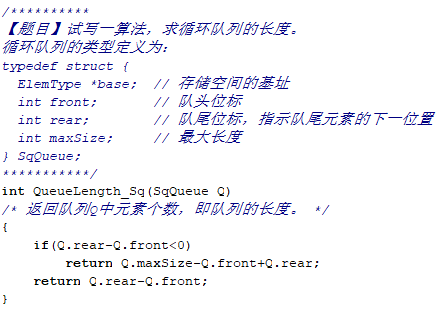 /**********
【题目】试写一算法，求循环队列的长度。
循环队列的类型定义为：
typedef struct {
  ElemType *base;  // 存储空间的基址
  int front;       // 队头位标
  int rear;        // 队尾位标，指示队尾元素的下一位置
  int maxSize;     // 最大长度
} SqQueue;
***********/
int QueueLength_Sq(SqQueue Q)
/* 返回队列Q中元素个数，即队列的长度。 */
{
    if(Q.rear-Q.front<0)
        return Q.maxSize-Q.front+Q.rear;
    return Q.rear-Q.front;
}